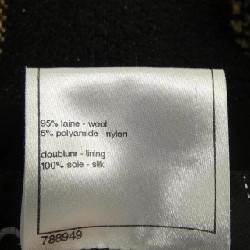 95% laine - wool
5% polyamide - nylon
doublure - lining
100% soie - silk
788949